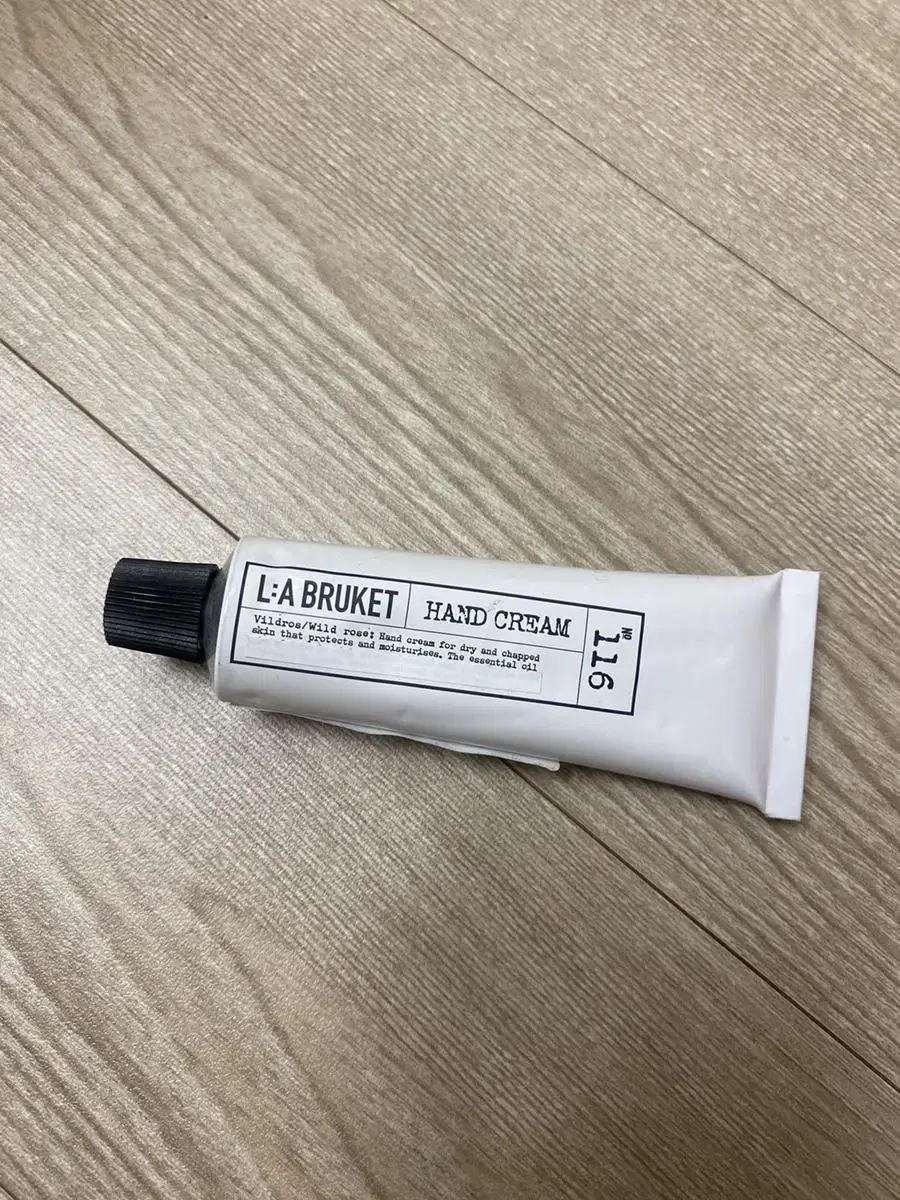 L:A BRUKET
HAND CREAM
Vildros/Wild rose: Hand cream for dry and chapped
skin that protects and moisturises. The essential oil
No
116